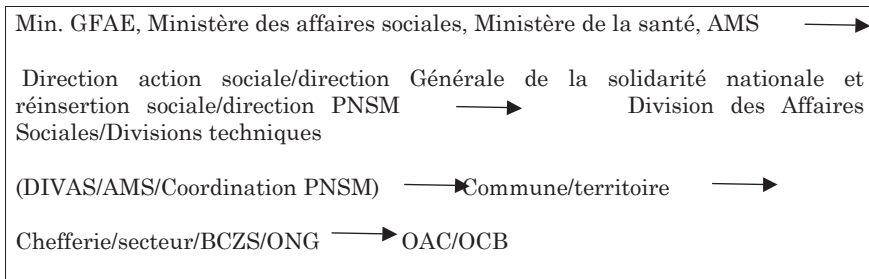 Min. GFAE, Ministère des affaires sociales, Ministère de la santé, AMS
Direction action sociale/direction Générale de la solidarité nationale et
réinsertion sociale/direction PNSM Division des Affaires
Sociales/Divisions techniques
(DIVAS/AMS/Coordination PNSM) Commune/territoire
Chefferie/secteur/BCZS/ONG OAC/OCB